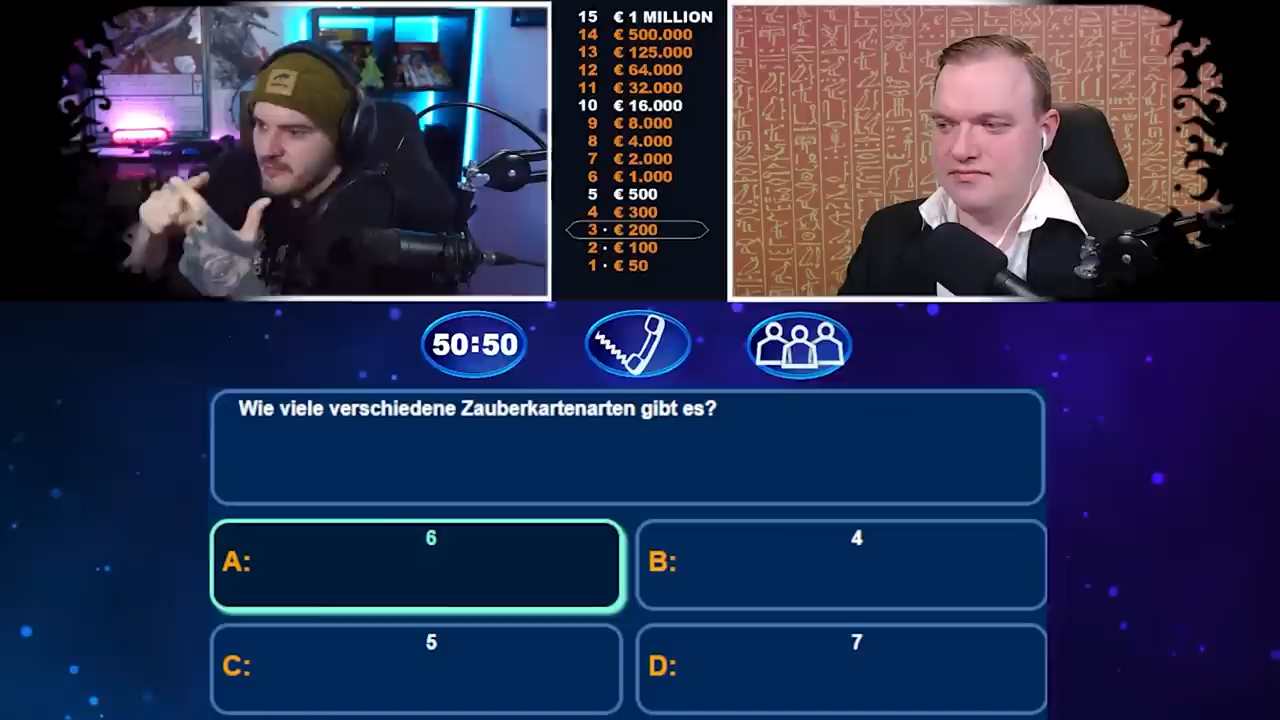 15 € 1 MILLION
14 € 500.000
13 € 125.000
12 € 64.000
11 € 32.000
10 € 16.000
9 € 8.000
8 € 4.000
7 € 2.000
6 € 1.000
5 € 500
4 € 300
3 · € 200
2 · € 100
1 · € 50
50:50
Wie viele verschiedene Zauberkartenarten gibt es?
A: 6
B: 4
C: 5
D: 7